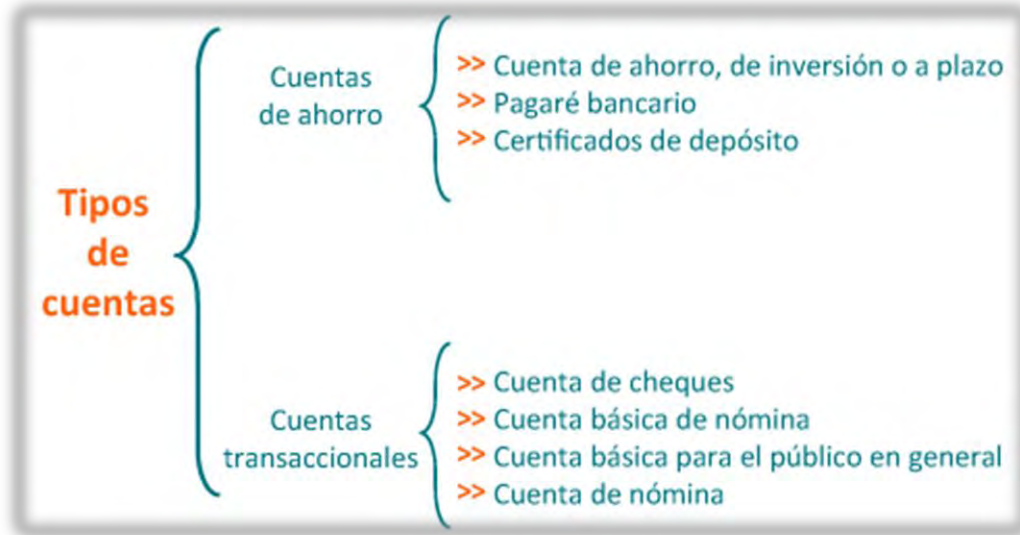 Tipos
de
cuentas
Cuentas
de ahorro
>> Cuenta de ahorro, de inversión o a plazo
>> Pagaré bancario
>> Certificados de depósito
Cuentas
transaccionales
>> Cuenta de cheques
>> Cuenta básica de nómina
>> Cuenta básica para el público en general
>> Cuenta de nómina